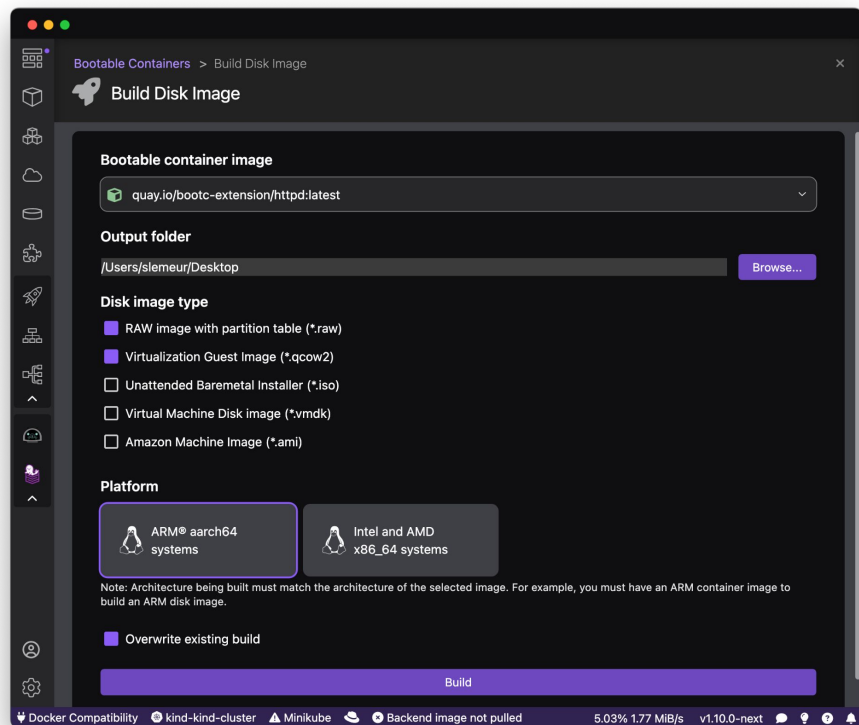 Bootable Containers > Build Disk Image
Build Disk Image
Bootable container image
quay.io/bootc-extension/httpd:latest
Output folder
/Users/slemeur/Desktop
Browse...
Disk image type
RAW image with partition table (*.raw)
Virtualization Guest Image (*.qcow2)
Unattended Baremetal Installer (*.iso)
Virtual Machine Disk image (*.vmdk)
Amazon Machine Image (*.ami)
Platform
ARM® aarch64
systems
Intel and AMD
x86_64 systems
Note: Architecture being built must match the architecture of the selected image. For example, you must have an ARM container image to
build an ARM disk image.
Overwrite existing build
Build
Docker Compatibility kind-kind-cluster Minikube Backend image not pulled 5.03% 1.77 MiB/s v1.10.0-next